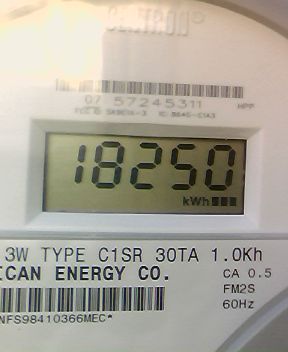 07 57245311 HPP
18250
kWh
3W TYPE C1SR 30TA 1.0Kh
ICAN ENERGY CO. CA 0.5
FM2S
60Hz
NFS98410366MEC*